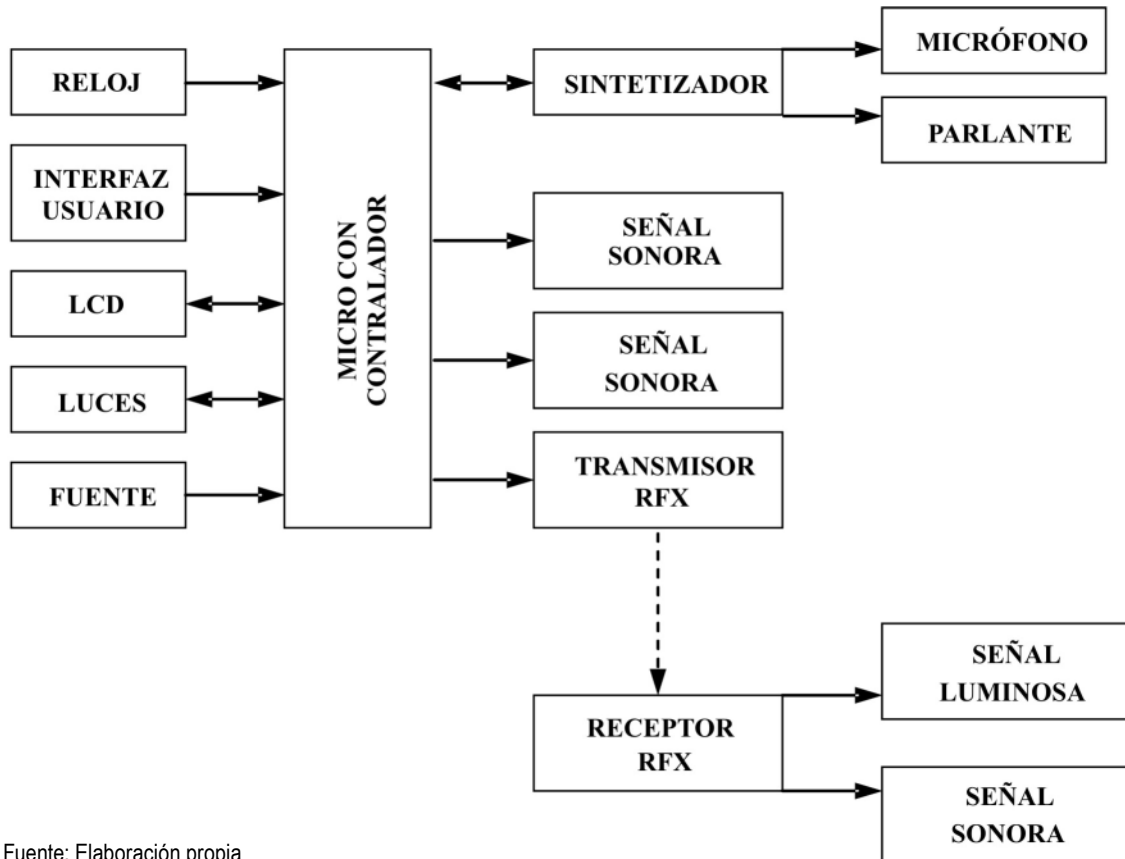 RELOJ
INTERFAZ
USUARIO
LCD
LUCES
FUENTE
MICRO CON
CONTRALADOR
SINTETIZADOR
MICRÓFONO
PARLANTE
SEÑAL
SONORA
SEÑAL
SONORA
TRANSMISOR
RFX
RECEPTOR
RFX
SEÑAL
LUMINOSA
SEÑAL
SONORA
Fuente: Elaboración propia